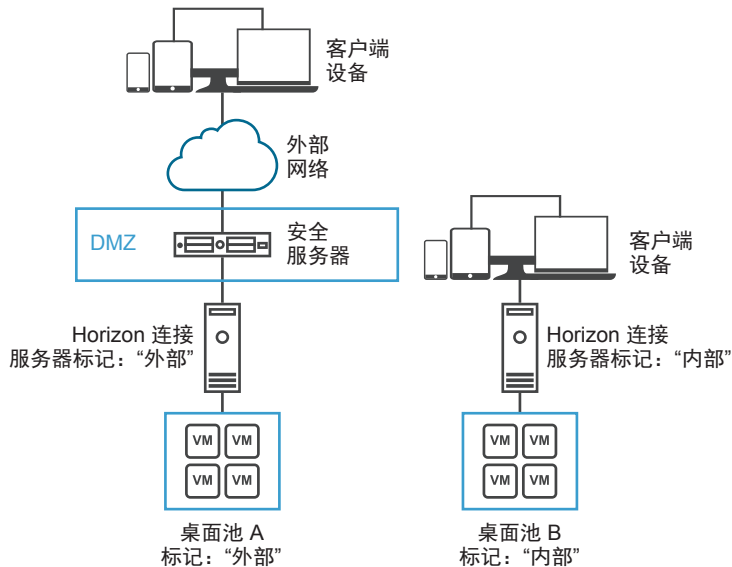 客户端
设备
外部
网络
DMZ
安全
服务器
客户端
设备
Horizon 连接
服务器标记：“外部”
Horizon 连接
服务器标记：“内部”
VM VM
VM VM
VM VM
VM VM
桌面池 A
标记：“外部”
桌面池 B
标记：“内部”